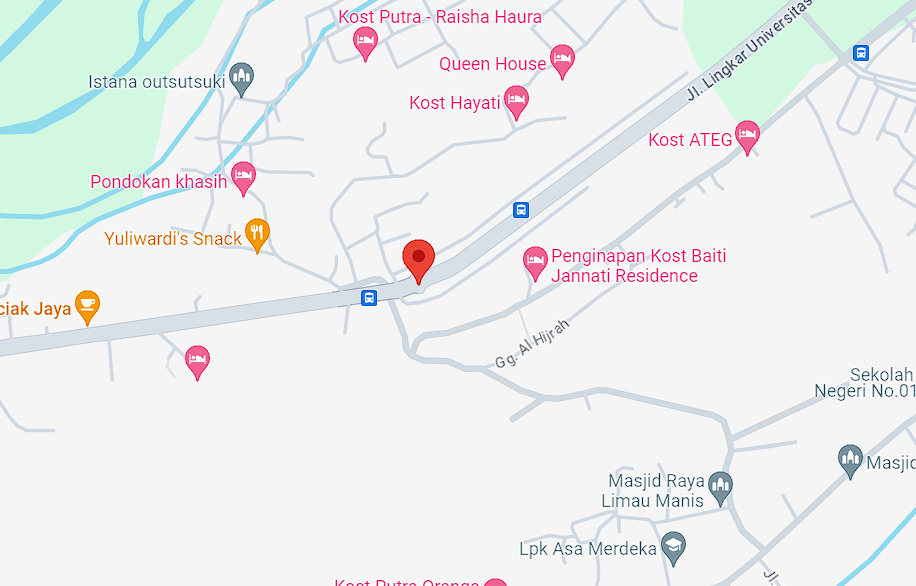 Kost Putra - Raisha Haura
Queen House
Istana outsutsuki
Kost Hayati
Jl. Lingkar Universitas
Kost ATEG
Pondokan khasih
Yuliwardi's Snack
Penginapan Kost Baiti
Jannati Residence
ciak Jaya
Gg. Al Hijrah
Sekolah
Negeri No.01
Masjid
Masjid Raya
Limau Manis
Lpk Asa Merdeka
Jl.
Kost Putra Orange